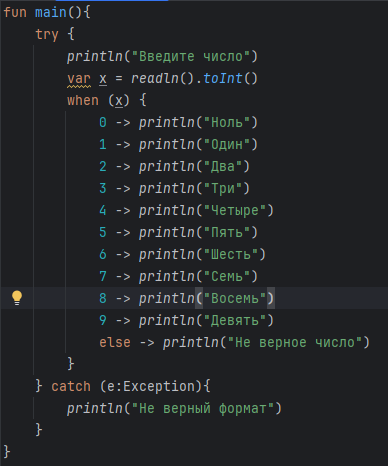 fun main(){
try {
println("Введите число")
var x = readln().toInt()
when (x) {
0 -> println("Ноль")
1 -> println("Один")
2 -> println("Два")
3 -> println("Три")
4 -> println("Четыре")
5 -> println("Пять")
6 -> println("Шесть")
7 -> println("Семь")
8 -> println("Восемь")
9 -> println("Девять")
else -> println("Не верное число")
}
} catch (e:Exception){
println("Не верный формат")
}
}